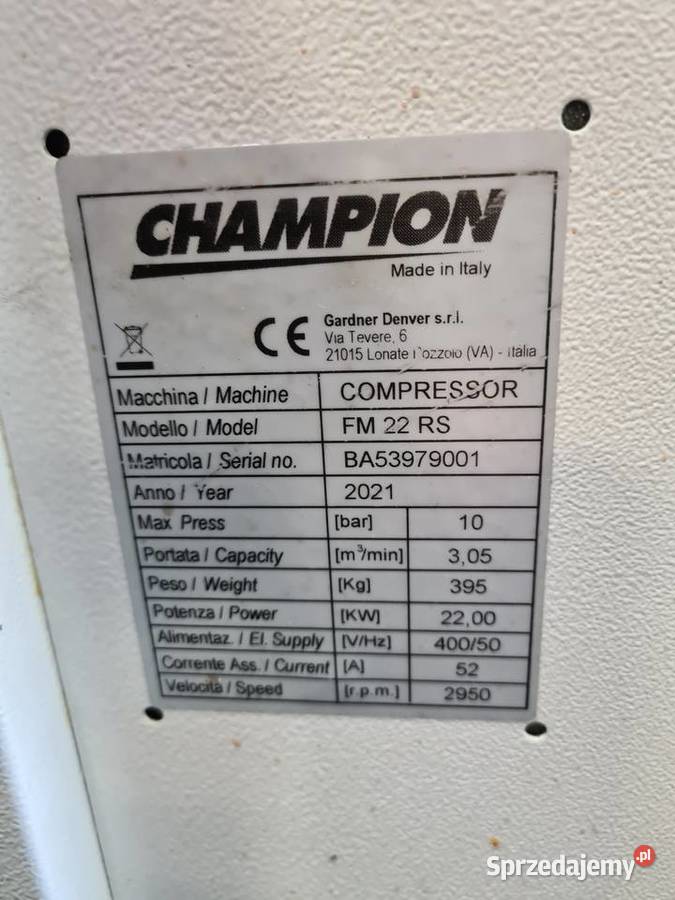 CHAMPION
Made in Italy
CE
Gardner Denver s.r.l.
Via Tevere, 6
21015 Lonate Pozzolo (VA) - Italia
Macchina / Machine COMPRESSOR
Modello / Model FM 22 RS
Matricola / Serial no. BA53979001
Anno / Year 2021
Max Press [bar] 10
Portata / Capacity [m³/min] 3,05
Peso / Weight [Kg] 395
Potenza / Power [KW] 22,00
Alimentaz. / El. Supply [V/Hz] 400/50
Corrente Ass. / Current [A] 52
Velocità / Speed [r.p.m.] 2950
Sprzedajemy.pl